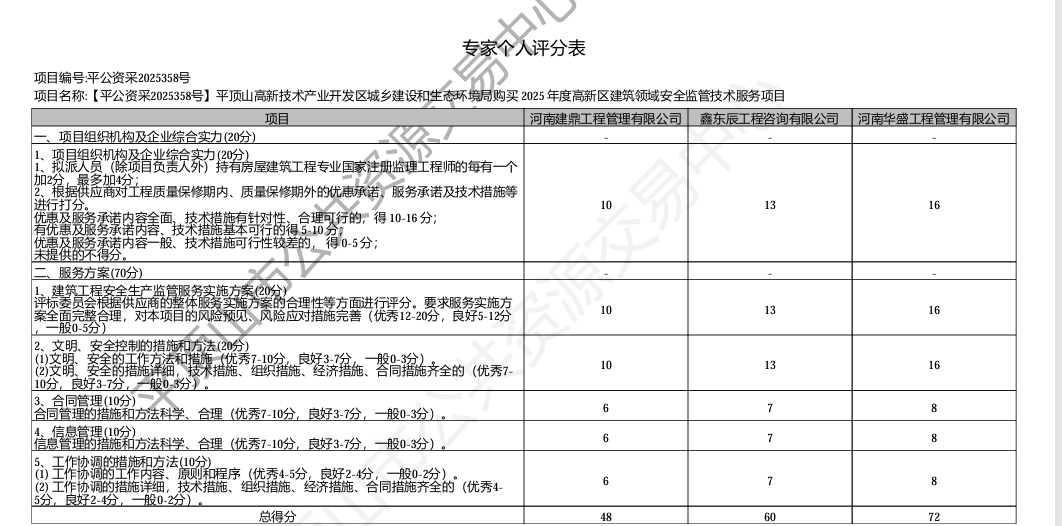 专家个人评分表
项目编号:平公资采2025358号
项目名称:【平公资采2025358号】平顶山高新技术产业开发区城乡建设和生态环境局购买 2025 年度高新区建筑领域安全监管技术服务项目
项目 河南建鼎工程管理有限公司 鑫东辰工程咨询有限公司 河南华盛工程管理有限公司
一、项目组织机构及企业综合实力(20分) - - -
1、项目组织机构及企业综合实力(20分)
1、拟派人员（除项目负责人外）持有房屋建筑工程专业国家注册监理工程师的每有一个
加2分，最多加4分；
2、根据供应商对工程质量保修期内、质量保修期外的优惠承诺，服务承诺及技术措施等
进行打分。
优惠及服务承诺内容全面、技术措施有针对性、合理可行的，得 10-16 分；
有优惠及服务承诺内容、技术措施基本可行的得 5-10 分；
优惠及服务承诺内容一般、技术措施可行性较差的，得 0-5 分；
未提供的不得分。
10 13 16
二、服务方案(70分) - - -
1、建筑工程安全生产监管服务实施方案(20分)
评标委员会根据供应商的整体服务实施方案的合理性等方面进行评分。要求服务实施方
案全面完整合理，对本项目的风险预见、风险应对措施完善（优秀12-20分，良好5-12分
，一般0-5分）
10 13 16
2、文明、安全控制的措施和方法(20分)
(1)文明、安全的工作方法和措施（优秀7-10分，良好3-7分，一般0-3分）。
(2)文明、安全的措施详细，技术措施、组织措施、经济措施、合同措施齐全的（优秀7-
10分，良好3-7分，一般0-3分）。
10 13 16
3、合同管理(10分)
合同管理的措施和方法科学、合理（优秀7-10分，良好3-7分，一般0-3分）。
6 7 8
4、信息管理(10分)
信息管理的措施和方法科学、合理（优秀7-10分，良好3-7分，一般0-3分）。
6 7 8
5、工作协调的措施和方法(10分)
(1) 工作协调的工作内容、原则和程序（优秀4-5分，良好2-4分，一般0-2分）。
(2) 工作协调的措施详细，技术措施、组织措施、经济措施、合同措施齐全的（优秀4-
5分，良好2-4分，一般0-2分）。
6 7 8
总得分 48 60 72
平顶山市公共资源交易中心
平顶山市公共资源交易中心